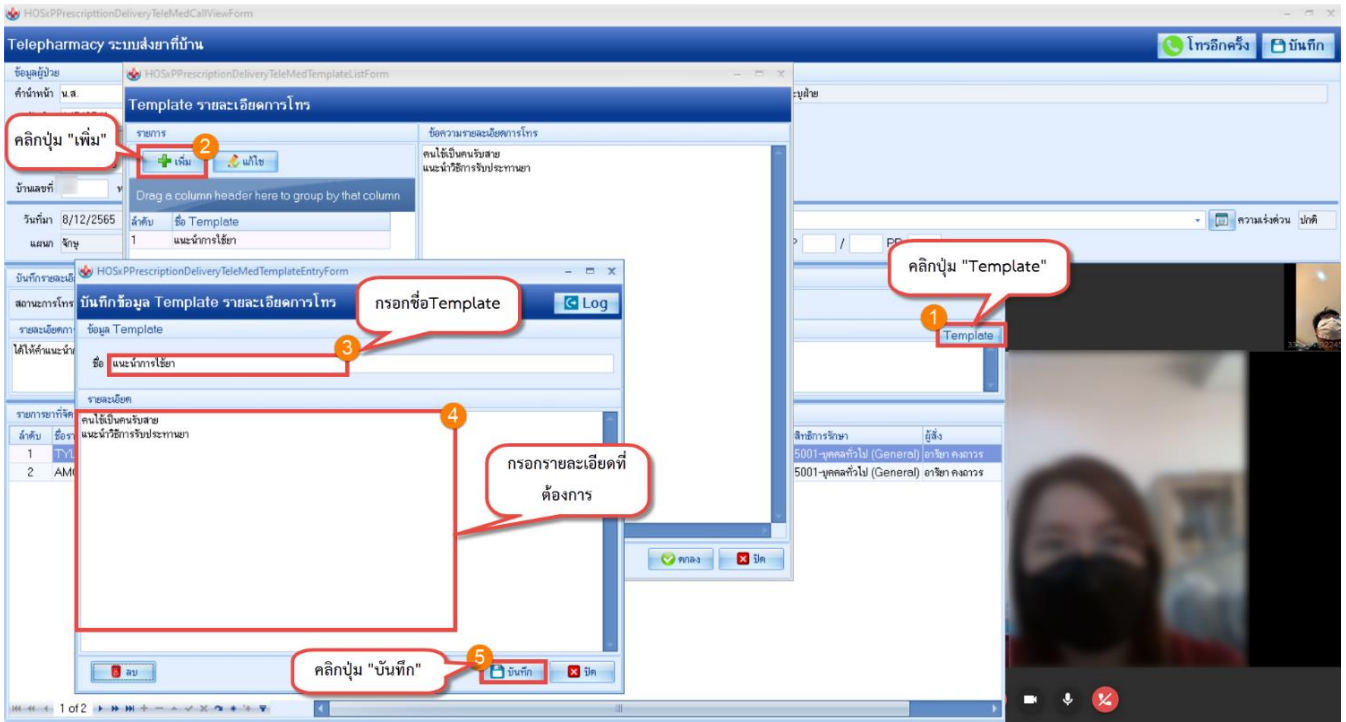 HOSxPPrescripttionDeliveryTeleMedCallViewForm
Telepharmacy ระบบส่งยาที่บ้าน
โทรอีกครั้ง
บันทึก
ข้อมูลผู้ป่วย
HOSxPPrescriptionDeliveryTeleMedTemplateListForm
คำนำหน้า น.ส.
Template รายละเอียดการโทร
คลิกปุ่ม "เพิ่ม"
รายการ
ข้อความรายละเอียดการโทร
2
เพิ่ม
แก้ไข
คนไข้เป็นคนรับสาย
แนะนำวิธีการรับประทานยา
บ้านเลขที่
Drag a column header here to group by that column
วันที่มา 8/12/2565
ลำดับ ชื่อ Template
ความเร่งด่วน ปกติ
แผนก จักษุ
1 แนะนำการใช้ยา
/
คลิกปุ่ม "Template"
HOSxPPrescriptionDeliveryTeleMedTemplateEntryForm
สถานะการโทร
บันทึกข้อมูล Template รายละเอียดการโทร
Log
กรอกชื่อTemplate
1
ข้อมูล Template
Template
3
ชื่อ แนะนำการใช้ยา
รายละเอียด
4
คนไข้เป็นคนรับสาย
แนะนำวิธีการรับประทานยา
ลำดับ
สิทธิการรักษา ผู้สั่ง
1
5001-บุคคลทั่วไป (General) อาริยา คงถาวร
2
5001-บุคคลทั่วไป (General) อาริยา คงถาวร
กรอกรายละเอียดที่
ต้องการ
ตกลง
ปิด
ลบ
คลิกปุ่ม "บันทึก"
5
บันทึก
ปิด
1 of 2